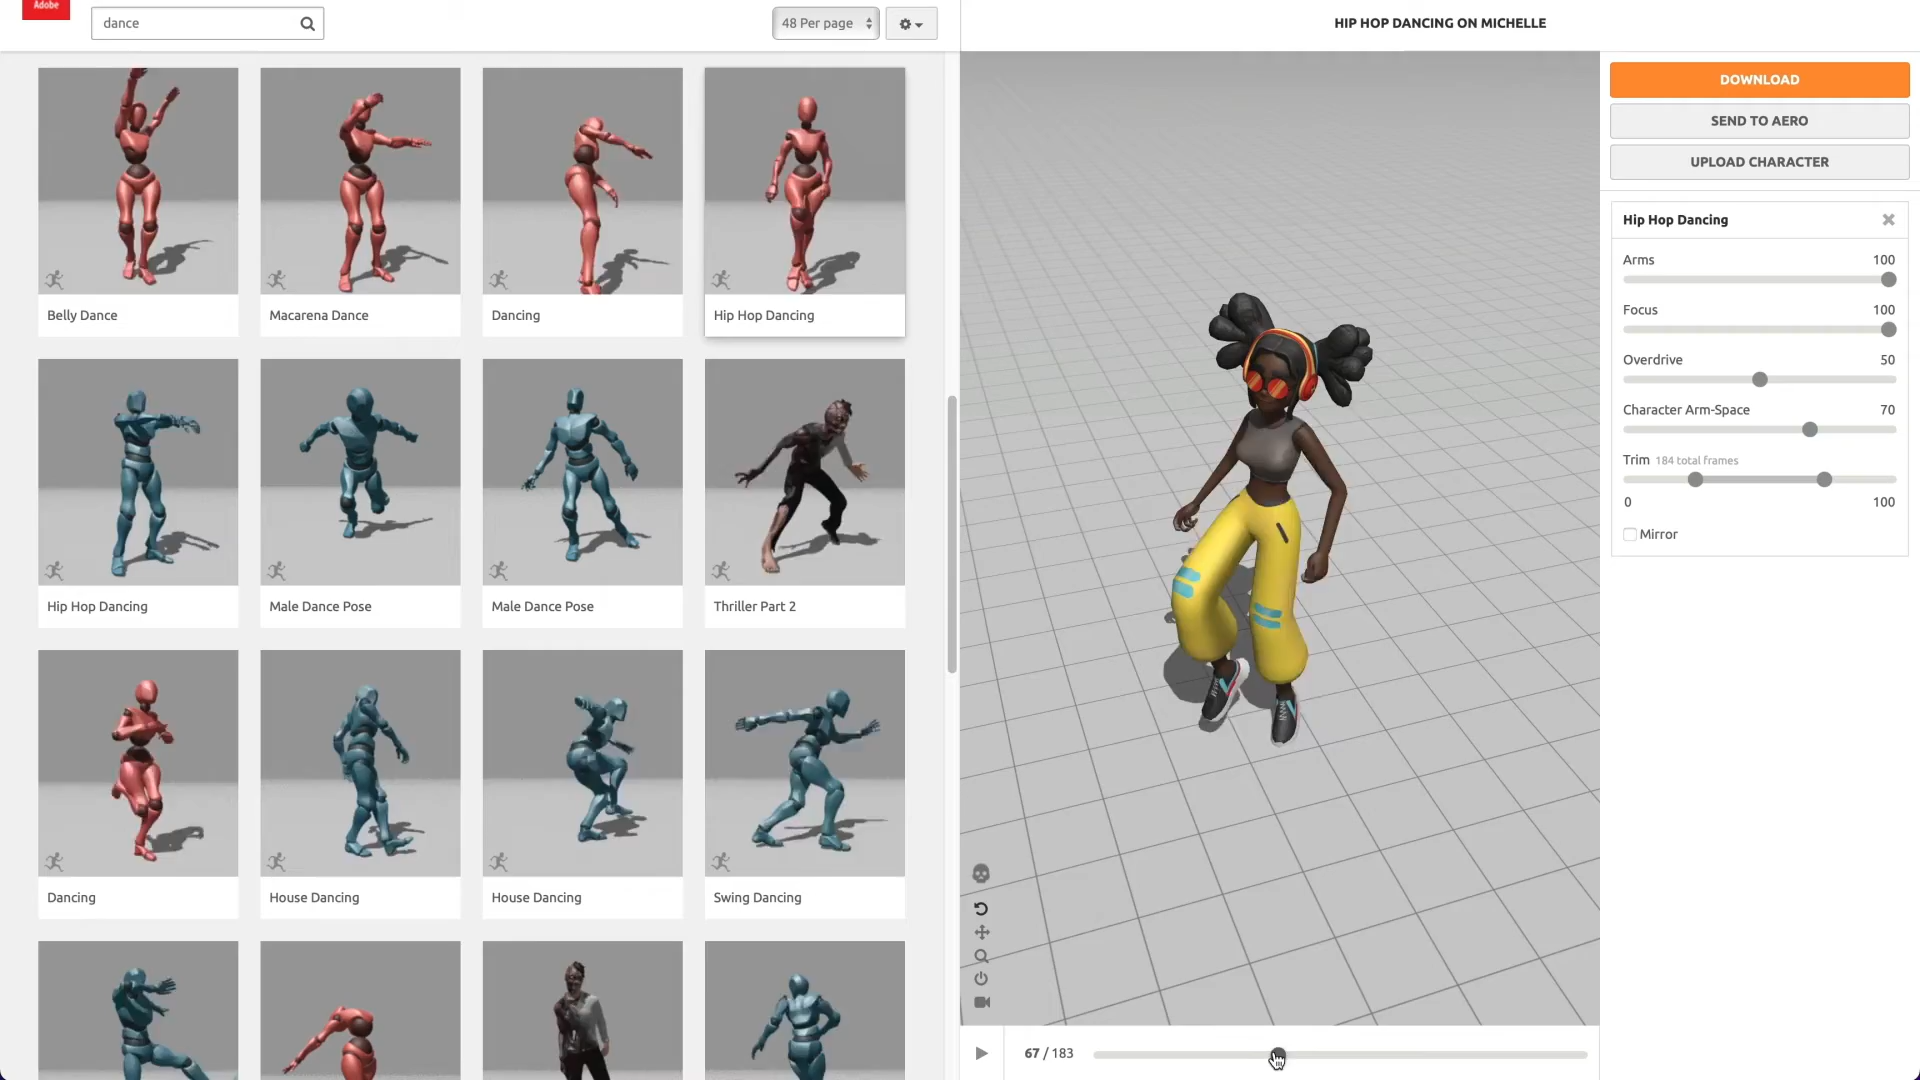 Adobe
dance
48 Per page
HIP HOP DANCING ON MICHELLE
Belly Dance
Macarena Dance
Dancing
Hip Hop Dancing
Hip Hop Dancing
Male Dance Pose
Male Dance Pose
Thriller Part 2
Dancing
House Dancing
House Dancing
Swing Dancing
67 / 183
DOWNLOAD
SEND TO AERO
UPLOAD CHARACTER
Hip Hop Dancing
Arms 100
Focus 100
Overdrive 50
Character Arm-Space 70
Trim 184 total frames
0 100
Mirror